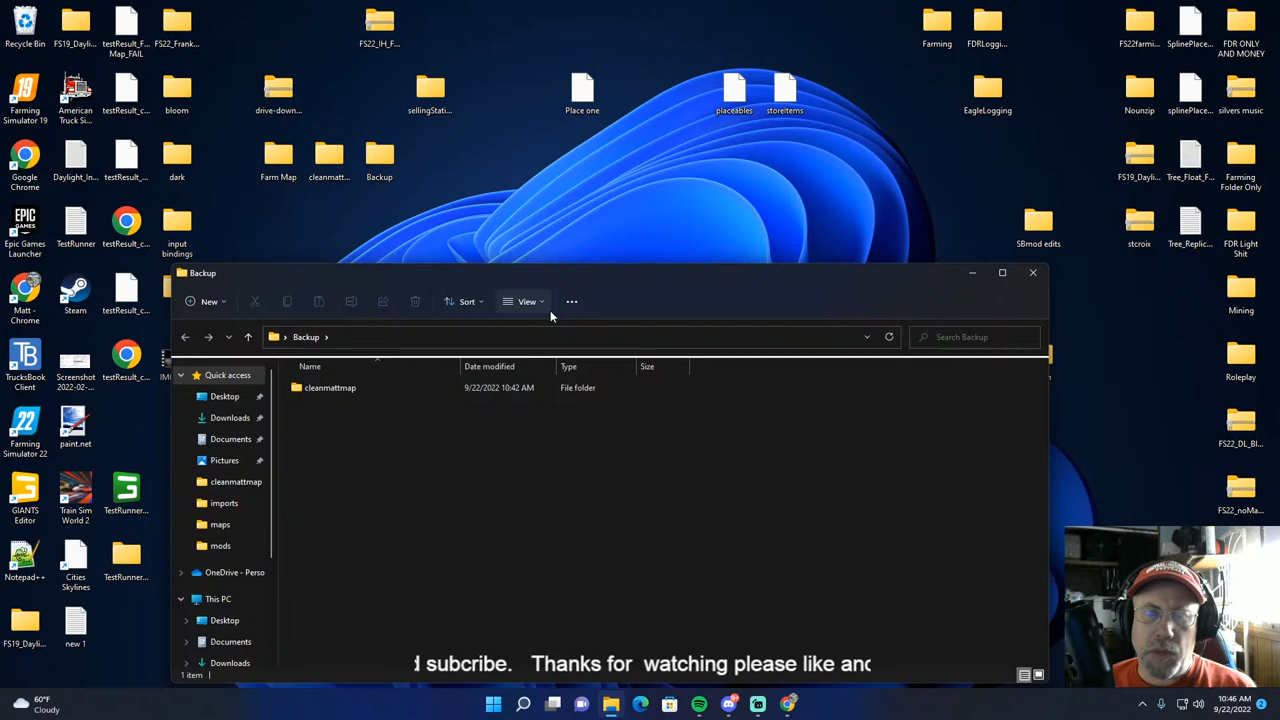 Recycle Bin
FS19_Dayli...
testResult_F...
Map_FAIL
FS22_Frank...
FS22_IH_F...
Farming
FDRLoggi...
FS22farmi...
SplinePlace...
FDR ONLY
AND MONEY
Farming
Simulator 19
American
Truck Si...
testResult_c...
bloom
drive-down...
sellingStati...
Place one
placeables
storeItems
EagleLogging
Nounzip
splinePlace...
silvers music
Google
Chrome
Daylight_In...
testResult_c...
dark
Farm Map
cleanmatt...
Backup
FS19_Dayli...
Tree_Float_F...
Farming
Folder Only
Epic Games
Launcher
TestRunner
testResult_c...
input
bindings
SBmod edits
stcroix
Tree_Replic...
FDR Light
Shit
Matt -
Chrome
Steam
testResult_c...
Mining
TrucksBook
Client
Screenshot
2022-02-...
testResult_c...
Roleplay
Farming
Simulator 22
paint.net
FS22_DL_Bl...
GIANTS
Editor
Train Sim
World 2
TestRunner...
FS22_noMa...
Notepad++
Cities
Skylines
TestRunner...
FS19_Dayli...
new 1
Backup
New
Sort
View
Backup
Search Backup
Name
Date modified
Type
Size
cleanmattmap
9/22/2022 10:42 AM
File folder
Quick access
Desktop
Downloads
Documents
Pictures
cleanmattmap
imports
maps
mods
OneDrive - Perso
This PC
Desktop
Documents
Downloads
1 item
d subcribe. Thanks for watching please like and
60°F
Cloudy
10:46 AM
9/22/2022
2